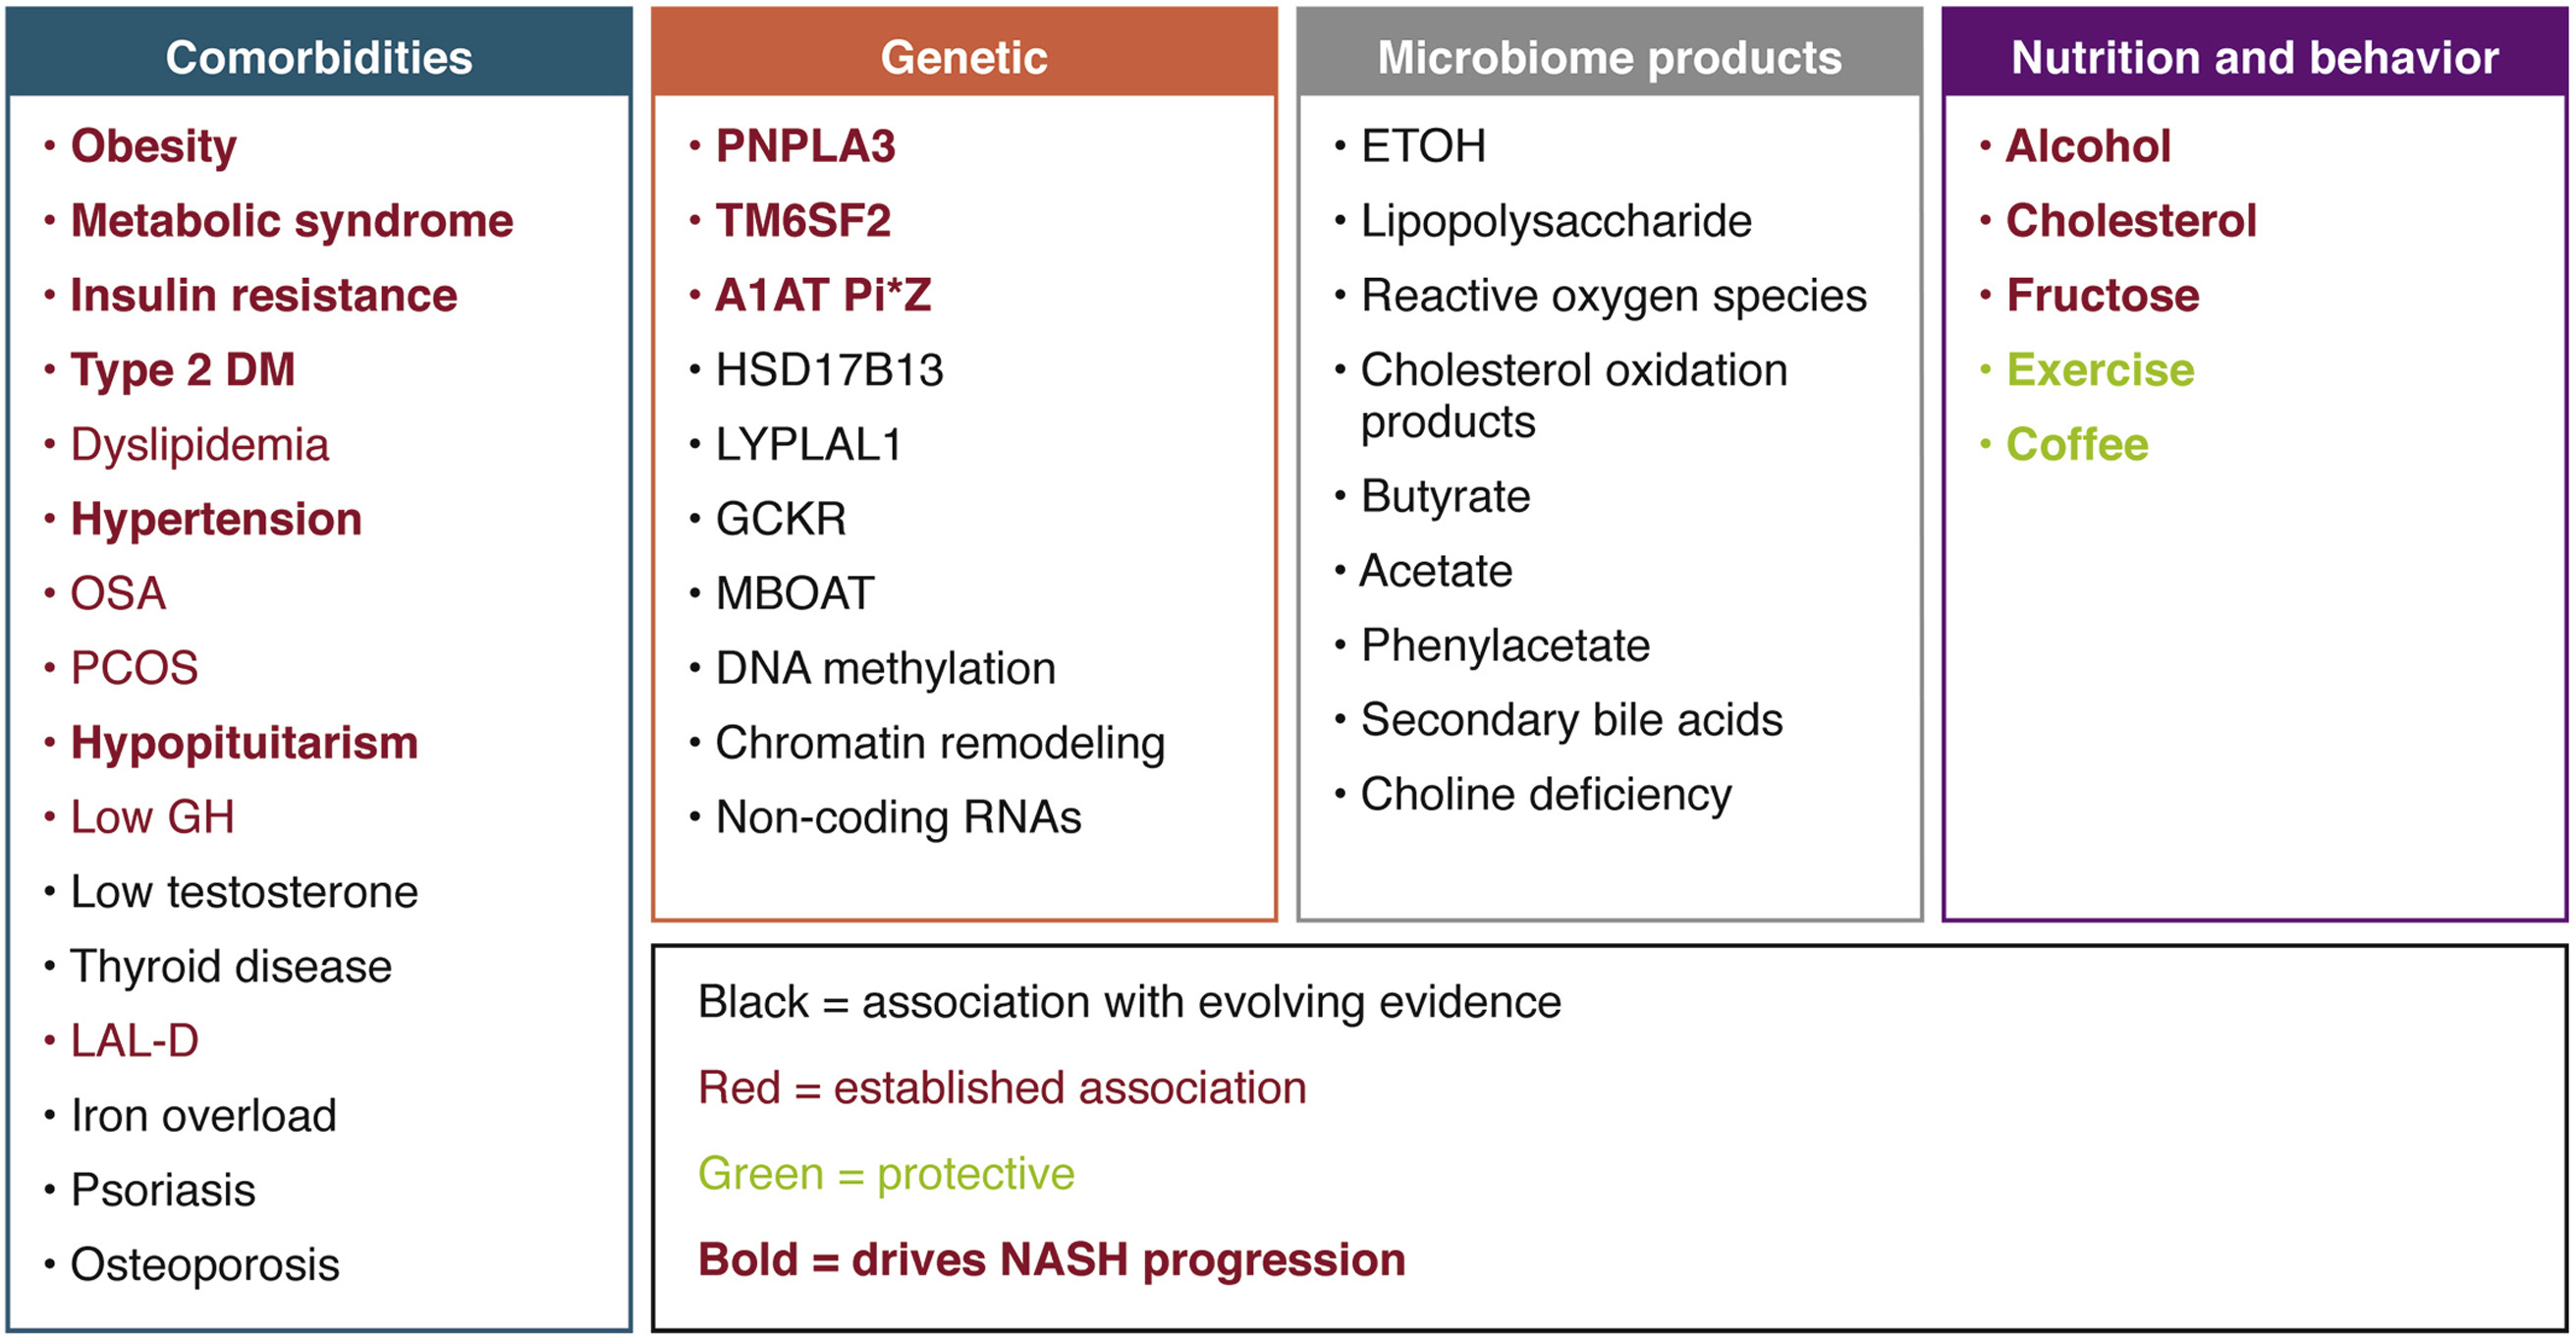 Comorbidities
• Obesity
• Metabolic syndrome
• Insulin resistance
• Type 2 DM
• Dyslipidemia
• Hypertension
• OSA
• PCOS
• Hypopituitarism
• Low GH
• Low testosterone
• Thyroid disease
• LAL-D
• Iron overload
• Psoriasis
• Osteoporosis
Genetic
• PNPLA3
• TM6SF2
• A1AT Pi*Z
• HSD17B13
• LYPLAL1
• GCKR
• MBOAT
• DNA methylation
• Chromatin remodeling
• Non-coding RNAs
Microbiome products
• ETOH
• Lipopolysaccharide
• Reactive oxygen species
• Cholesterol oxidation
products
• Butyrate
• Acetate
• Phenylacetate
• Secondary bile acids
• Choline deficiency
Nutrition and behavior
• Alcohol
• Cholesterol
• Fructose
• Exercise
• Coffee
Black = association with evolving evidence
Red = established association
Green = protective
Bold = drives NASH progression